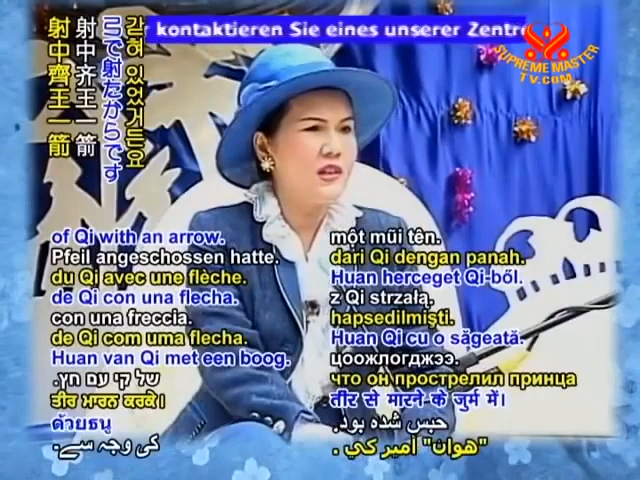 r kontaktieren Sie eines unserer Zentre
SUPREME MASTER
TV.COM
갇혀 있었거든요
弓で射たからです
射中齐王一箭
射中齊王一箭
of Qi with an arrow.
Pfeil angeschossen hatte.
du Qi avec une flèche.
de Qi con una flecha.
con una freccia.
de Qi com uma flecha.
Huan van Qi met een boog.
של קי עם חץ.
ਤੀਰ ਮਾਰਨ ਕਰਕੇ।
ด้วยธนู
کی وجہ سے۔
một mũi tên.
dari Qi dengan panah.
Huan herceget Qi-ből.
z Qi strzałą.
hapsedilmişti.
Huan Qi cu o săgeată.
цоожлогджээ.
что он прострелил принца
तीर से मारने के जुर्म में।
حبس شده بود.
"هوان" أمير كي .